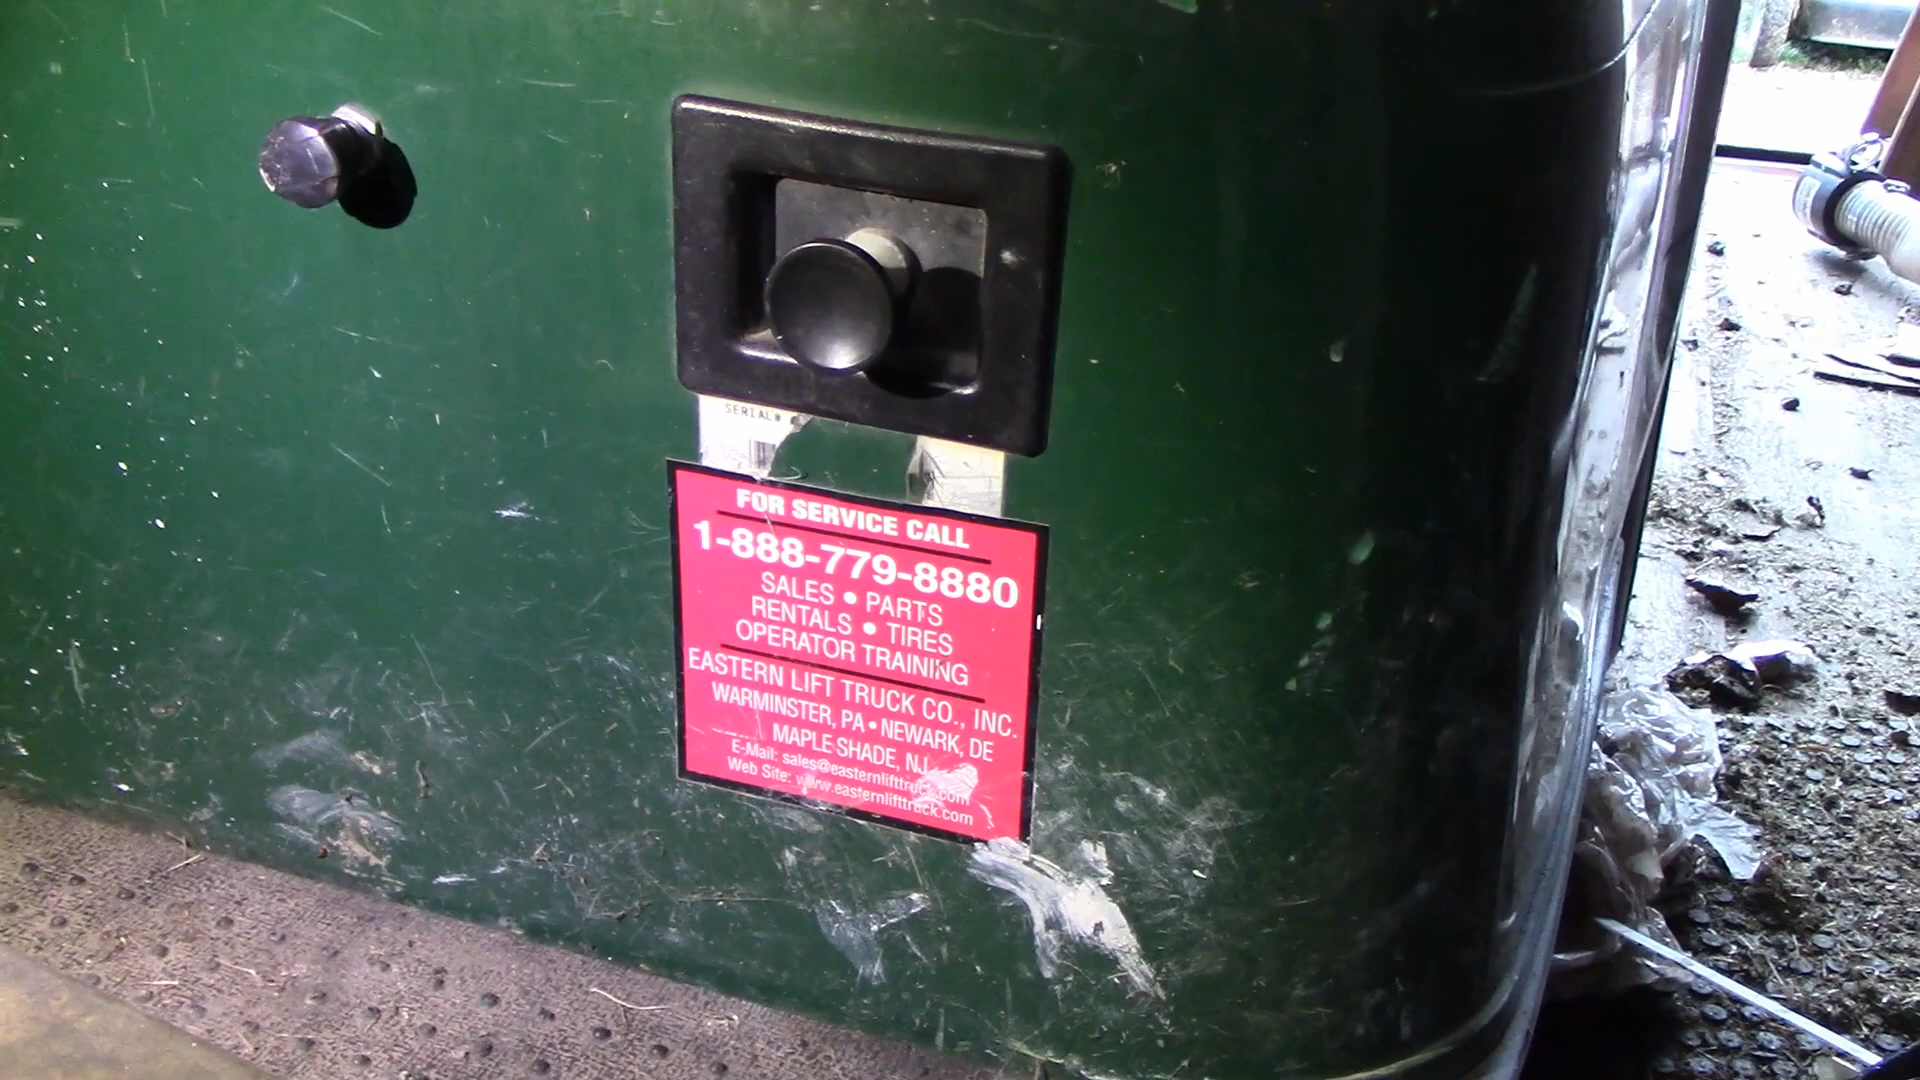 SERIAL#
FOR SERVICE CALL
1-888-779-8880
SALES • PARTS
RENTALS • TIRES
OPERATOR TRAINING
EASTERN LIFT TRUCK CO., INC.
WARMINSTER, PA • NEWARK, DE
MAPLE SHADE, NJ
E-Mail: sales@easternlifttruck.com
Web Site: www.easternlifttruck.com